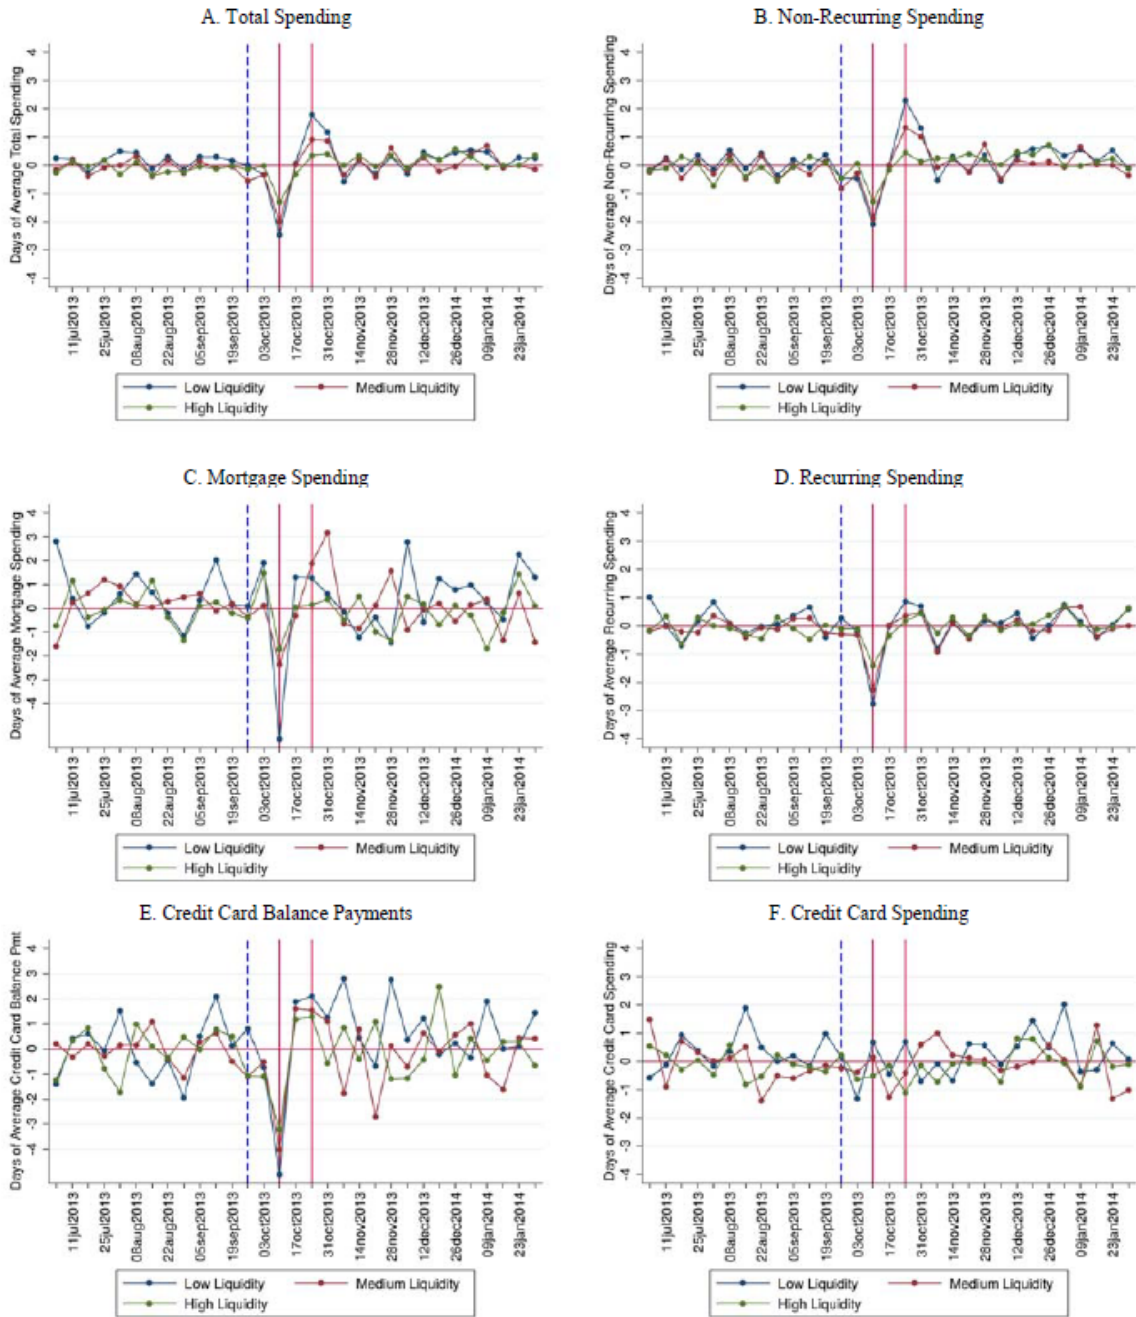 A. Total Spending
Days of Average Total Spending
4
3
2
1
0
-1
-2
-3
-4
11jul2013
25jul2013
08aug2013
22aug2013
05sep2013
19sep2013
03oct2013
17oct2013
31oct2013
14nov2013
28nov2013
12dec2013
26dec2014
09jan2014
23jan2014
Low Liquidity
Medium Liquidity
High Liquidity
B. Non-Recurring Spending
Days of Average Non-Recurring Spending
4
3
2
1
0
-1
-2
-3
-4
11jul2013
25jul2013
08aug2013
22aug2013
05sep2013
19sep2013
03oct2013
17oct2013
31oct2013
14nov2013
28nov2013
12dec2013
26dec2014
09jan2014
23jan2014
Low Liquidity
Medium Liquidity
High Liquidity
C. Mortgage Spending
Days of Average Mortgage Spending
4
3
2
1
0
-1
-2
-3
-4
11jul2013
25jul2013
08aug2013
22aug2013
05sep2013
19sep2013
03oct2013
17oct2013
31oct2013
14nov2013
28nov2013
12dec2013
26dec2014
09jan2014
23jan2014
Low Liquidity
Medium Liquidity
High Liquidity
D. Recurring Spending
Days of Average Recurring Spending
4
3
2
1
0
-1
-2
-3
-4
11jul2013
25jul2013
08aug2013
22aug2013
05sep2013
19sep2013
03oct2013
17oct2013
31oct2013
14nov2013
28nov2013
12dec2013
26dec2014
09jan2014
23jan2014
Low Liquidity
Medium Liquidity
High Liquidity
E. Credit Card Balance Payments
Days of Average Credit Card Balance Pmt
4
3
2
1
0
-1
-2
-3
-4
11jul2013
25jul2013
08aug2013
22aug2013
05sep2013
19sep2013
03oct2013
17oct2013
31oct2013
14nov2013
28nov2013
12dec2013
26dec2014
09jan2014
23jan2014
Low Liquidity
Medium Liquidity
High Liquidity
F. Credit Card Spending
Days of Average Credit Card Spending
4
3
2
1
0
-1
-2
-3
-4
11jul2013
25jul2013
08aug2013
22aug2013
05sep2013
19sep2013
03oct2013
17oct2013
31oct2013
14nov2013
28nov2013
12dec2013
26dec2014
09jan2014
23jan2014
Low Liquidity
Medium Liquidity
High Liquidity